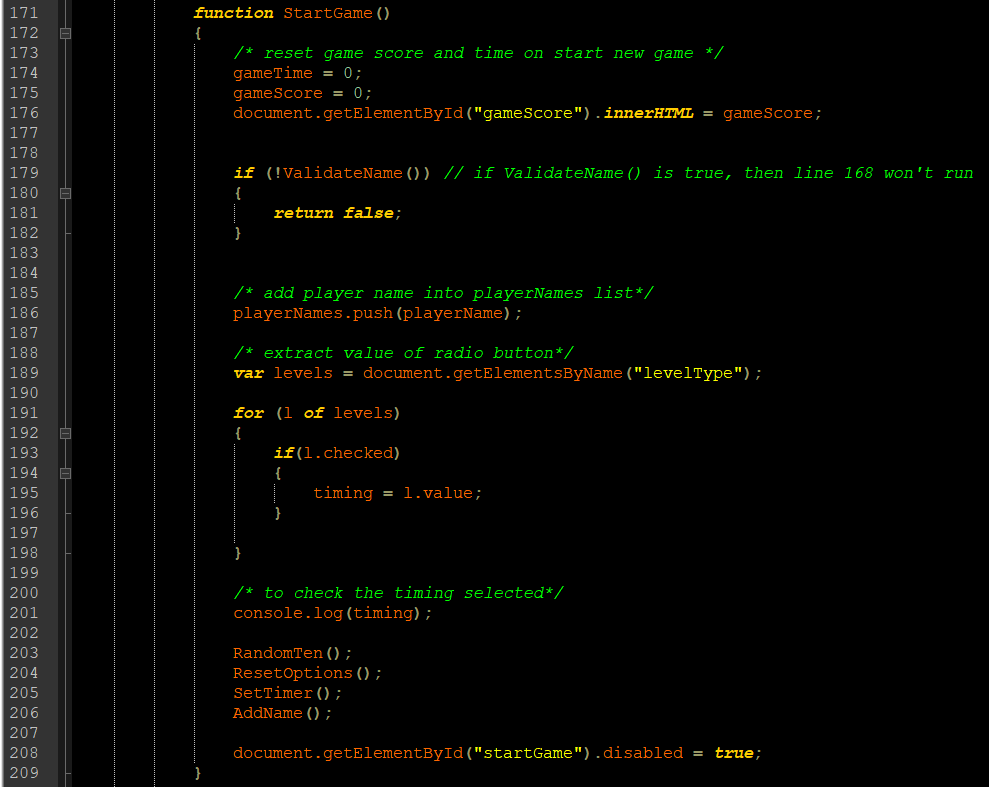 171 function StartGame()
172 {
173 /* reset game score and time on start new game */
174 gameTime = 0;
175 gameScore = 0;
176 document.getElementById("gameScore").innerHTML = gameScore;
177
178
179 if (!ValidateName()) // if ValidateName() is true, then line 168 won't run
180 {
181 return false;
182 }
183
184
185 /* add player name into playerNames list*/
186 playerNames.push(playerName);
187
188 /* extract value of radio button*/
189 var levels = document.getElementsByName("levelType");
190
191 for (l of levels)
192 {
193 if(l.checked)
194 {
195 timing = l.value;
196 }
197
198 }
199
200 /* to check the timing selected*/
201 console.log(timing);
202
203 RandomTen();
204 ResetOptions();
205 SetTimer();
206 AddName();
207
208 document.getElementById("startGame").disabled = true;
209 }